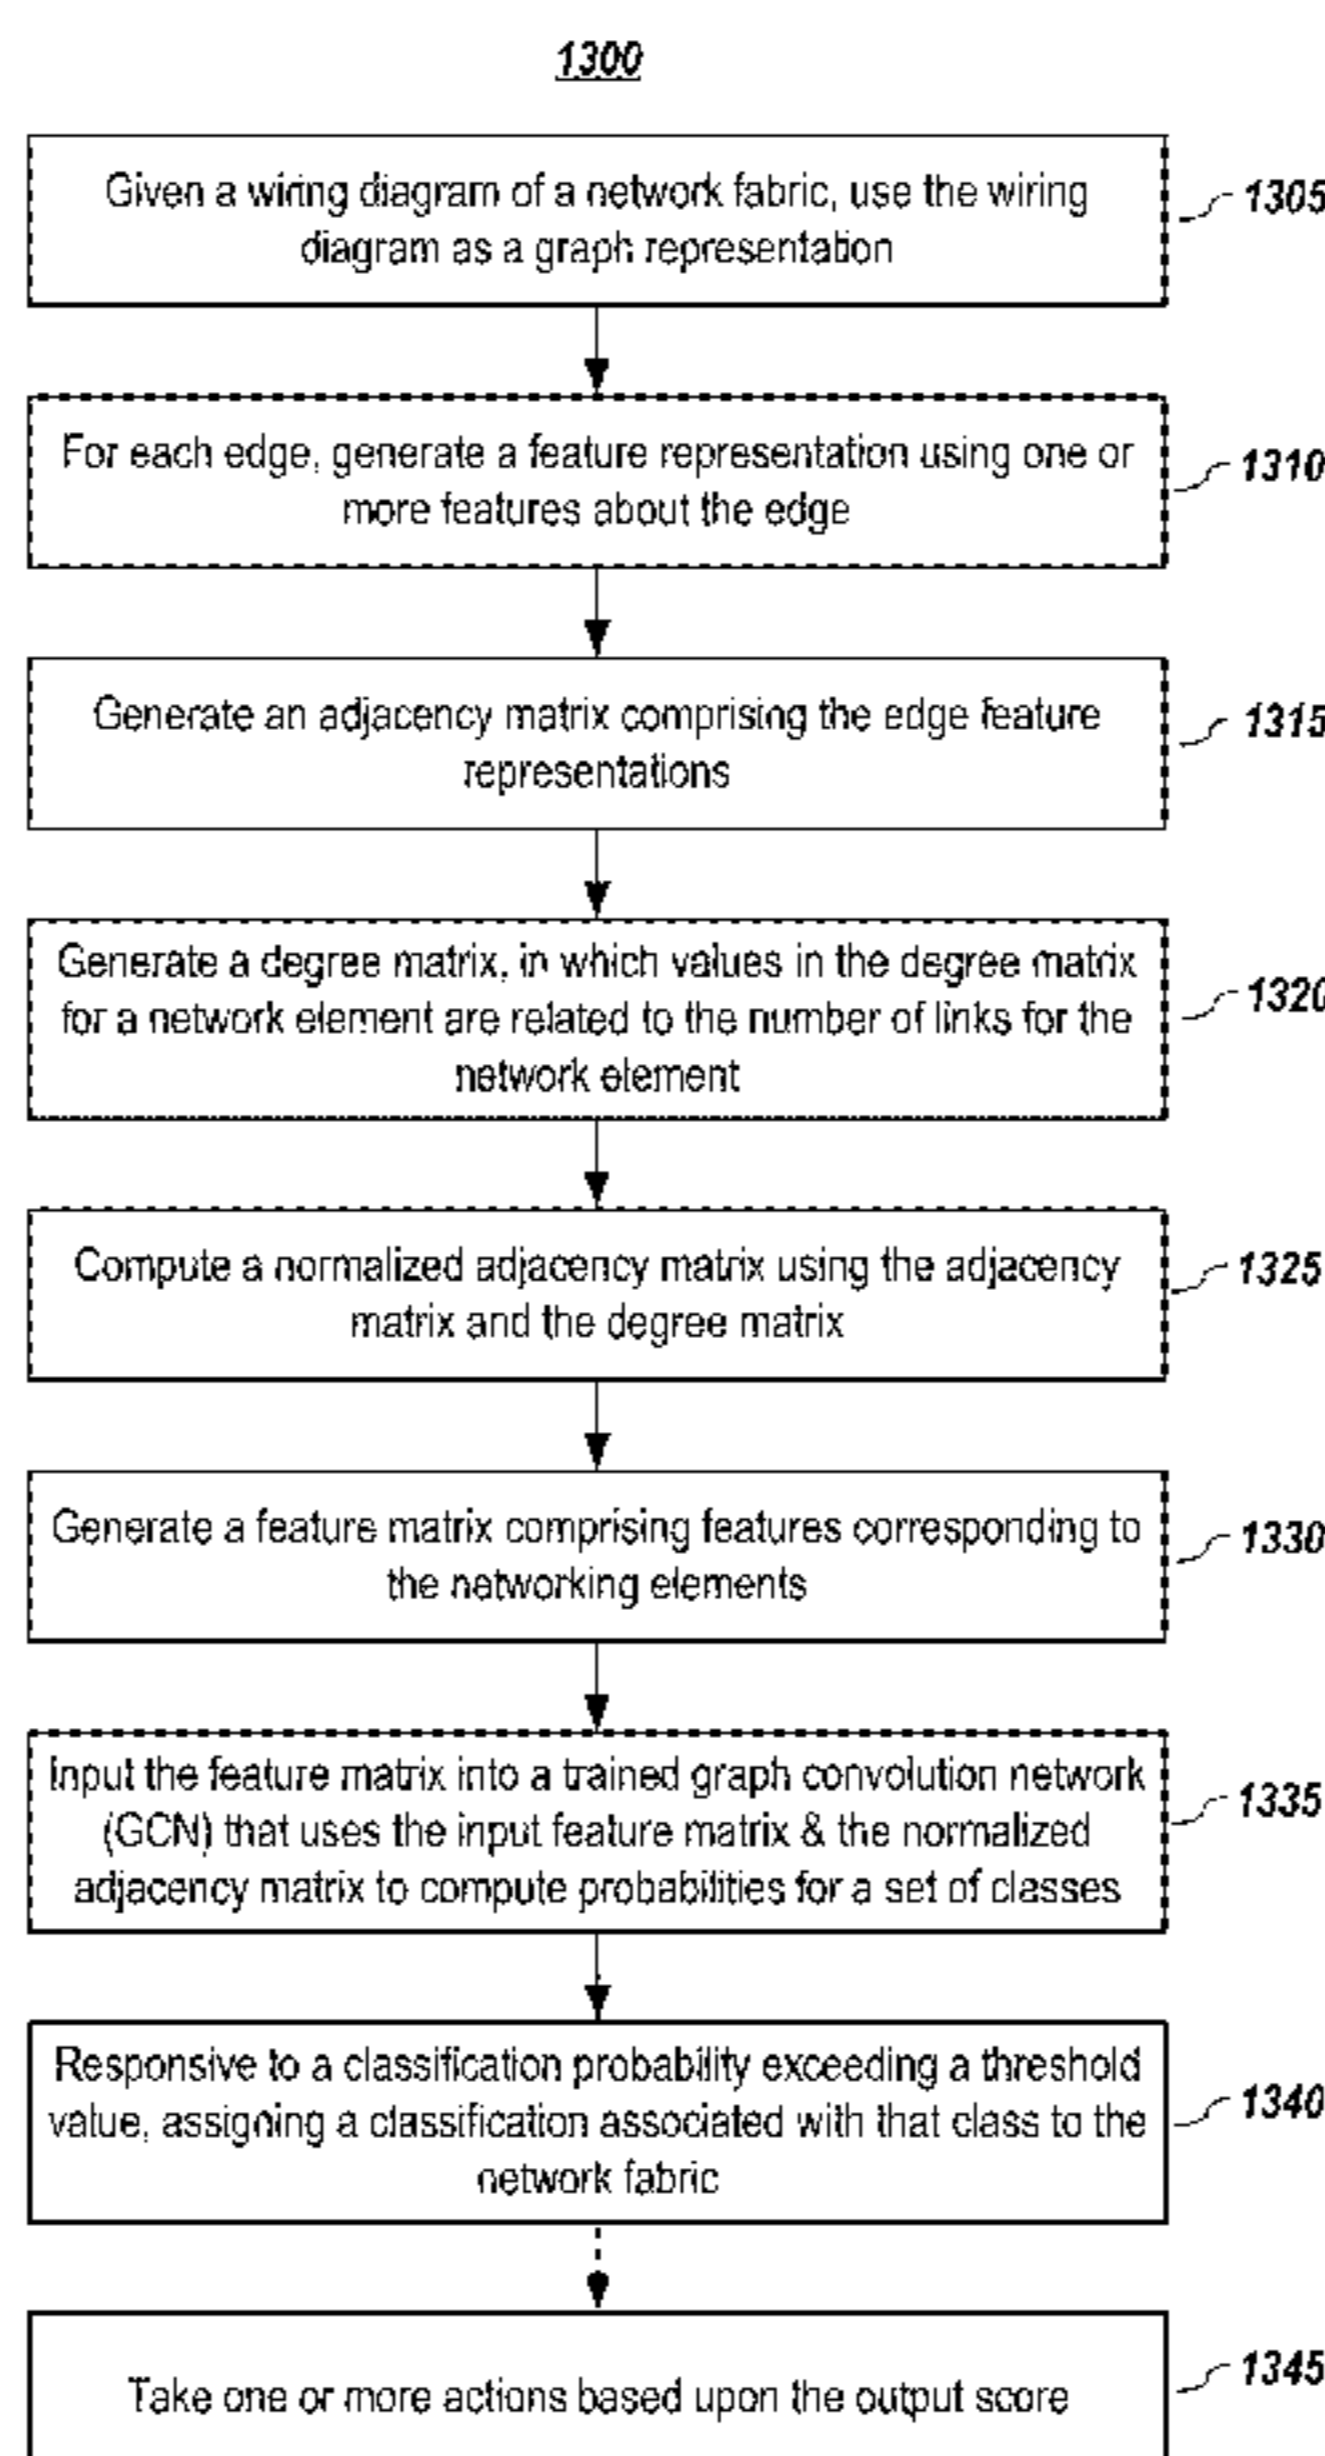 1300
Given a wiring diagram of a network fabric, use the wiring
diagram as a graph representation
1305
For each edge, generate a feature representation using one or
more features about the edge
1310
Generate an adjacency matrix comprising the edge feature
representations
1315
Generate a degree matrix, in which values in the degree matrix
for a network element are related to the number of links for the
network element
1320
Compute a normalized adjacency matrix using the adjacency
matrix and the degree matrix
1325
Generate a feature matrix comprising features corresponding to
the networking elements
1330
Input the feature matrix into a trained graph convolution network
(GCN) that uses the input feature matrix & the normalized
adjacency matrix to compute probabilities for a set of classes
1335
Responsive to a classification probability exceeding a threshold
value, assigning a classification associated with that class to the
network fabric
1340
Take one or more actions based upon the output score
1345